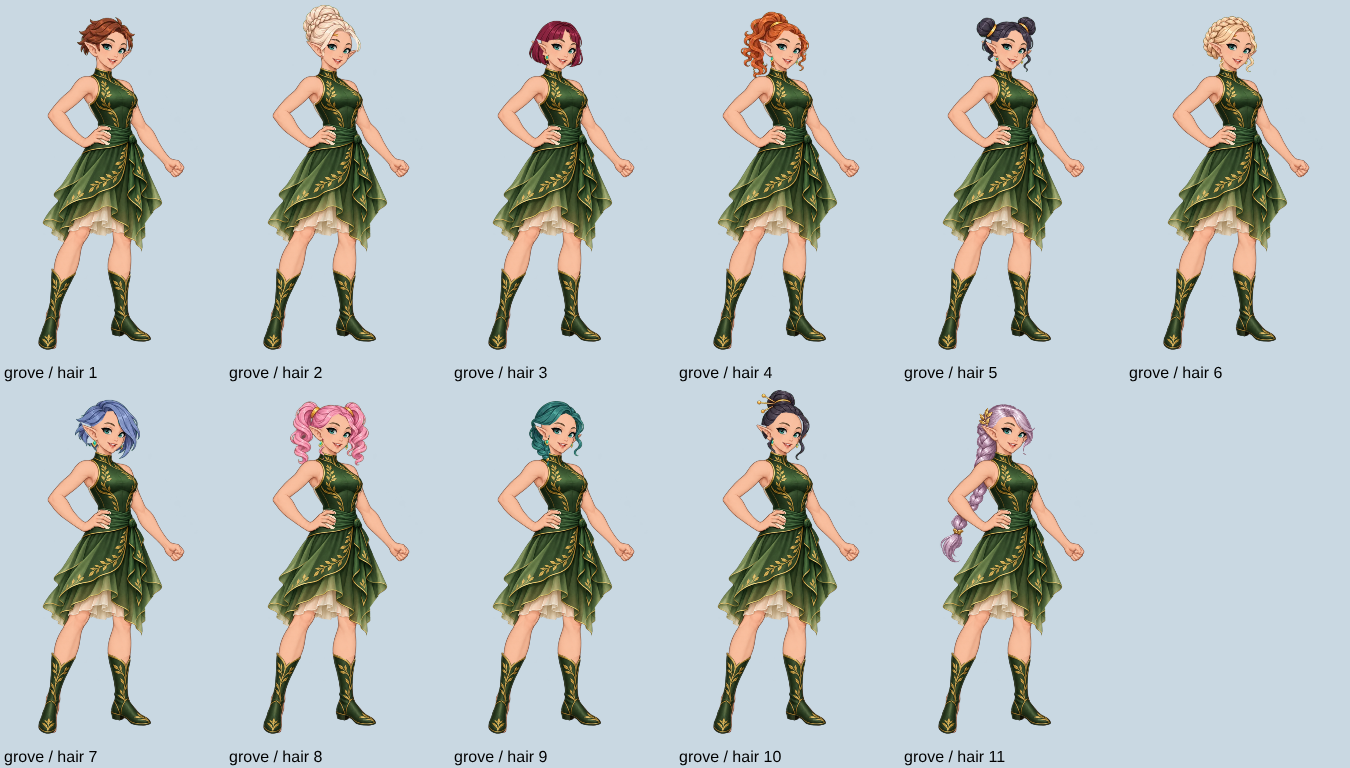 grove / hair 1
grove / hair 2
grove / hair 3
grove / hair 4
grove / hair 5
grove / hair 6
grove / hair 7
grove / hair 8
grove / hair 9
grove / hair 10
grove / hair 11